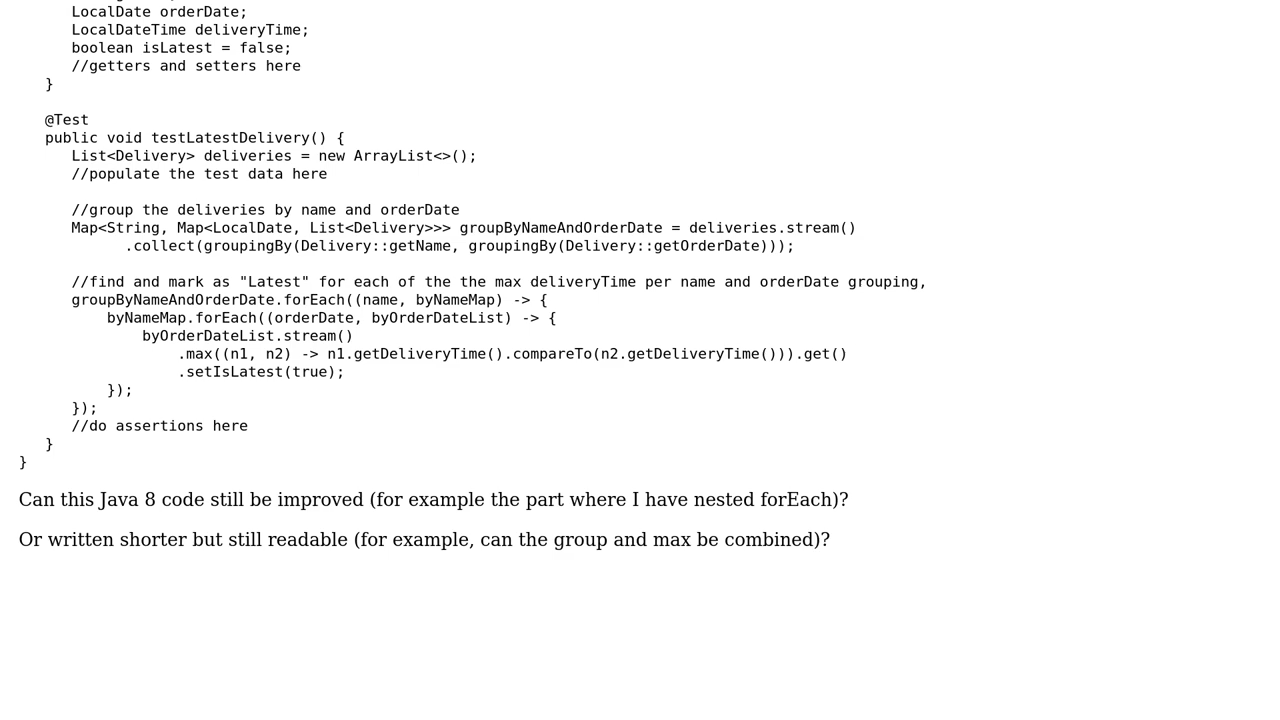 LocalDate orderDate;
LocalDateTime deliveryTime;
boolean isLatest = false;
//getters and setters here
}
@Test
public void testLatestDelivery() {
List<Delivery> deliveries = new ArrayList<>();
//populate the test data here
//group the deliveries by name and orderDate
Map<String, Map<LocalDate, List<Delivery>>> groupByNameAndOrderDate = deliveries.stream()
.collect(groupingBy(Delivery::getName, groupingBy(Delivery::getOrderDate)));
//find and mark as "Latest" for each of the the max deliveryTime per name and orderDate grouping,
groupByNameAndOrderDate.forEach((name, byNameMap) -> {
byNameMap.forEach((orderDate, byOrderDateList) -> {
byOrderDateList.stream()
.max((n1, n2) -> n1.getDeliveryTime().compareTo(n2.getDeliveryTime())).get()
.setIsLatest(true);
});
});
//do assertions here
}
}
Can this Java 8 code still be improved (for example the part where I have nested forEach)?
Or written shorter but still readable (for example, can the group and max be combined)?